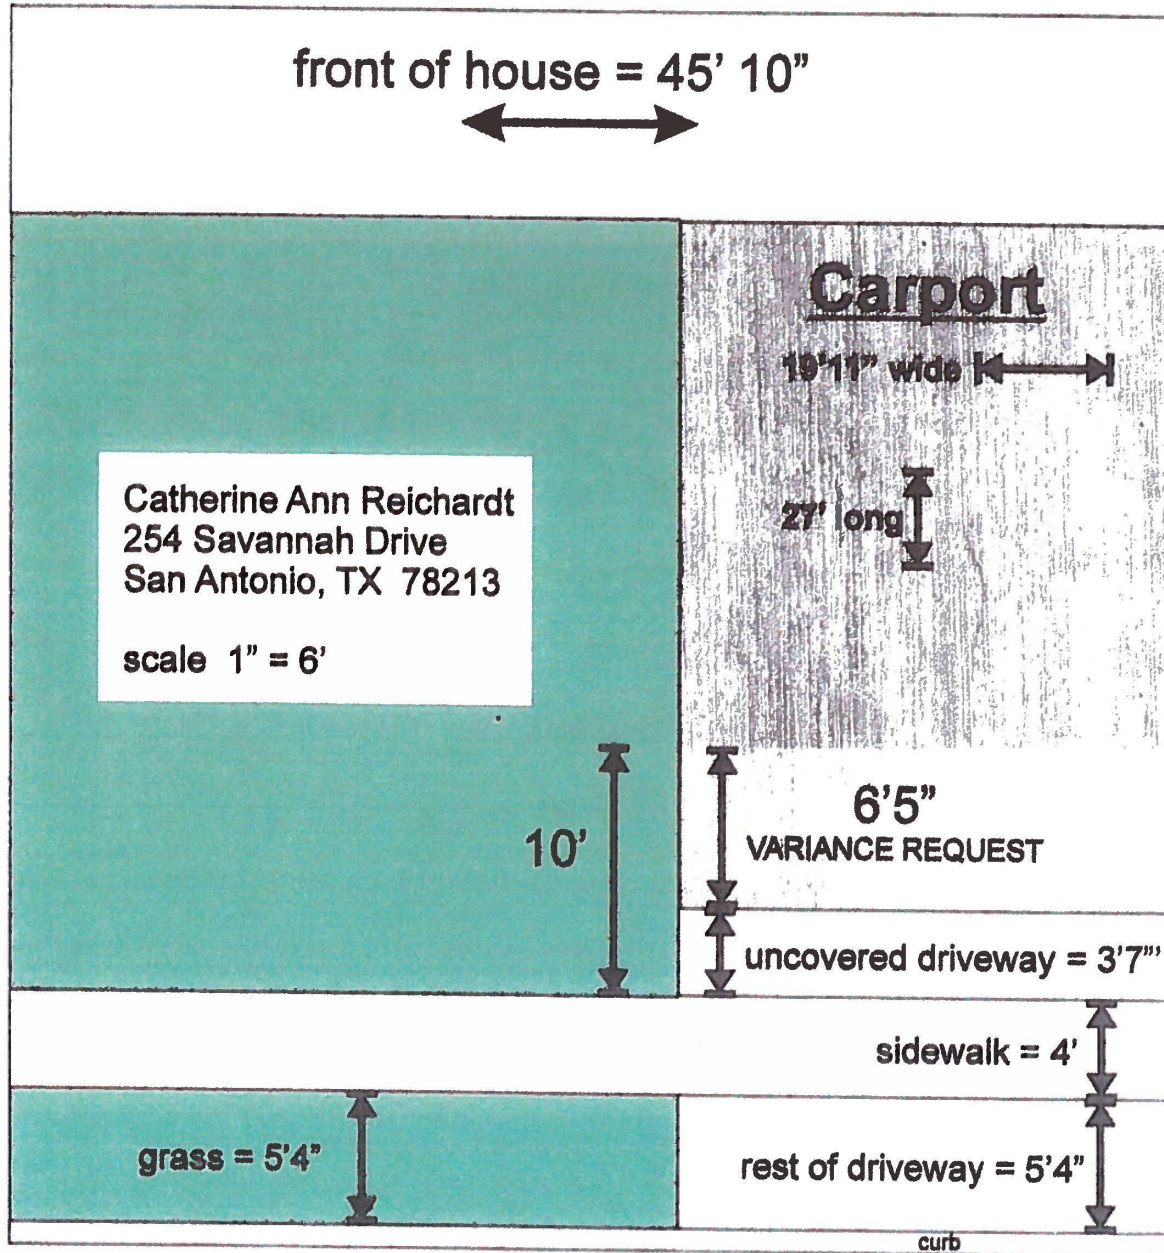 front of house = 45' 10"
Carport
19'11" wide
27' long
Catherine Ann Reichardt
254 Savannah Drive
San Antonio, TX 78213
scale 1" = 6'
10'
6'5"
VARIANCE REQUEST
uncovered driveway = 3'7"'
sidewalk = 4'
grass = 5'4"
rest of driveway = 5'4"
curb